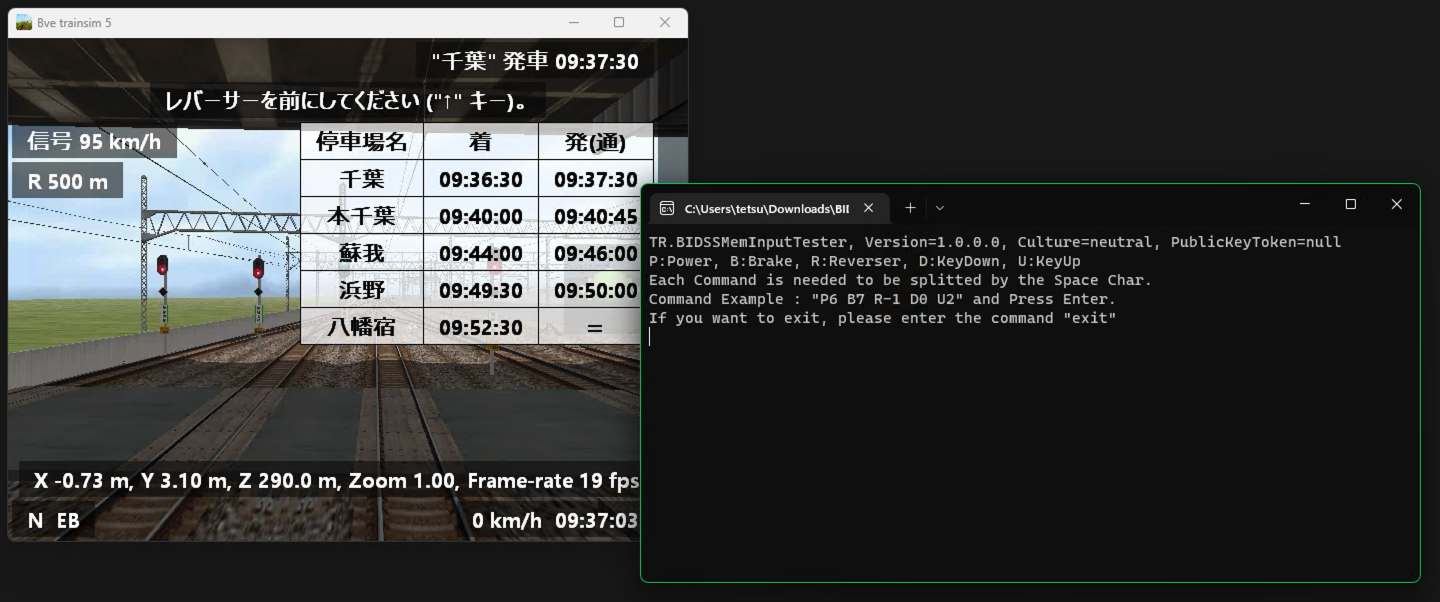 Bve trainsim 5
"千葉" 発車 09:37:30
レバーサーを前にしてください ("↑" キー)。
信号 95 km/h
R 500 m
停車場名 着 発(通)
千葉 09:36:30 09:37:30
本千葉 09:40:00 09:40:45
蘇我 09:44:00 09:46:00
浜野 09:49:30 09:50:00
八幡宿 09:52:30 =
X -0.73 m, Y 3.10 m, Z 290.0 m, Zoom 1.00, Frame-rate 19 fps
N EB 0 km/h 09:37:03
C:\Users\tetsu\Downloads\BI
TR.BIDSSMemInputTester, Version=1.0.0.0, Culture=neutral, PublicKeyToken=null
P:Power, B:Brake, R:Reverser, D:KeyDown, U:KeyUp
Each Command is needed to be splitted by the Space Char.
Command Example : "P6 B7 R-1 D0 U2" and Press Enter.
If you want to exit, please enter the command "exit"